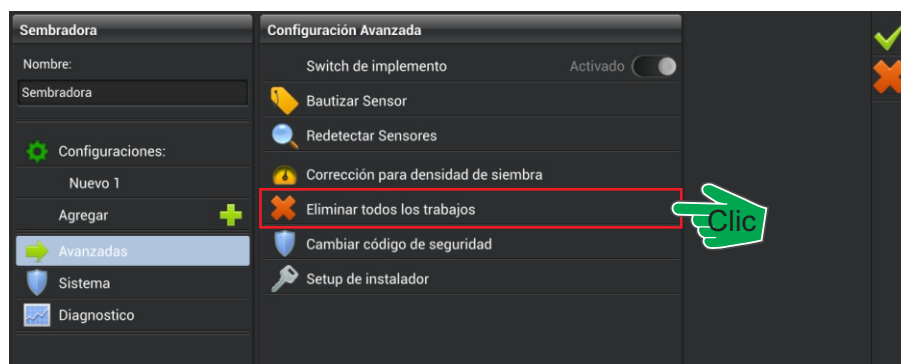 Sembradora
Nombre:
Sembradora
Configuraciones:
Nuevo 1
Agregar
Avanzadas
Sistema
Diagnostico
Configuración Avanzada
Switch de implemento Activado
Bautizar Sensor
Redetectar Sensores
Corrección para densidad de siembra
Eliminar todos los trabajos
Clic
Cambiar código de seguridad
Setup de instalador